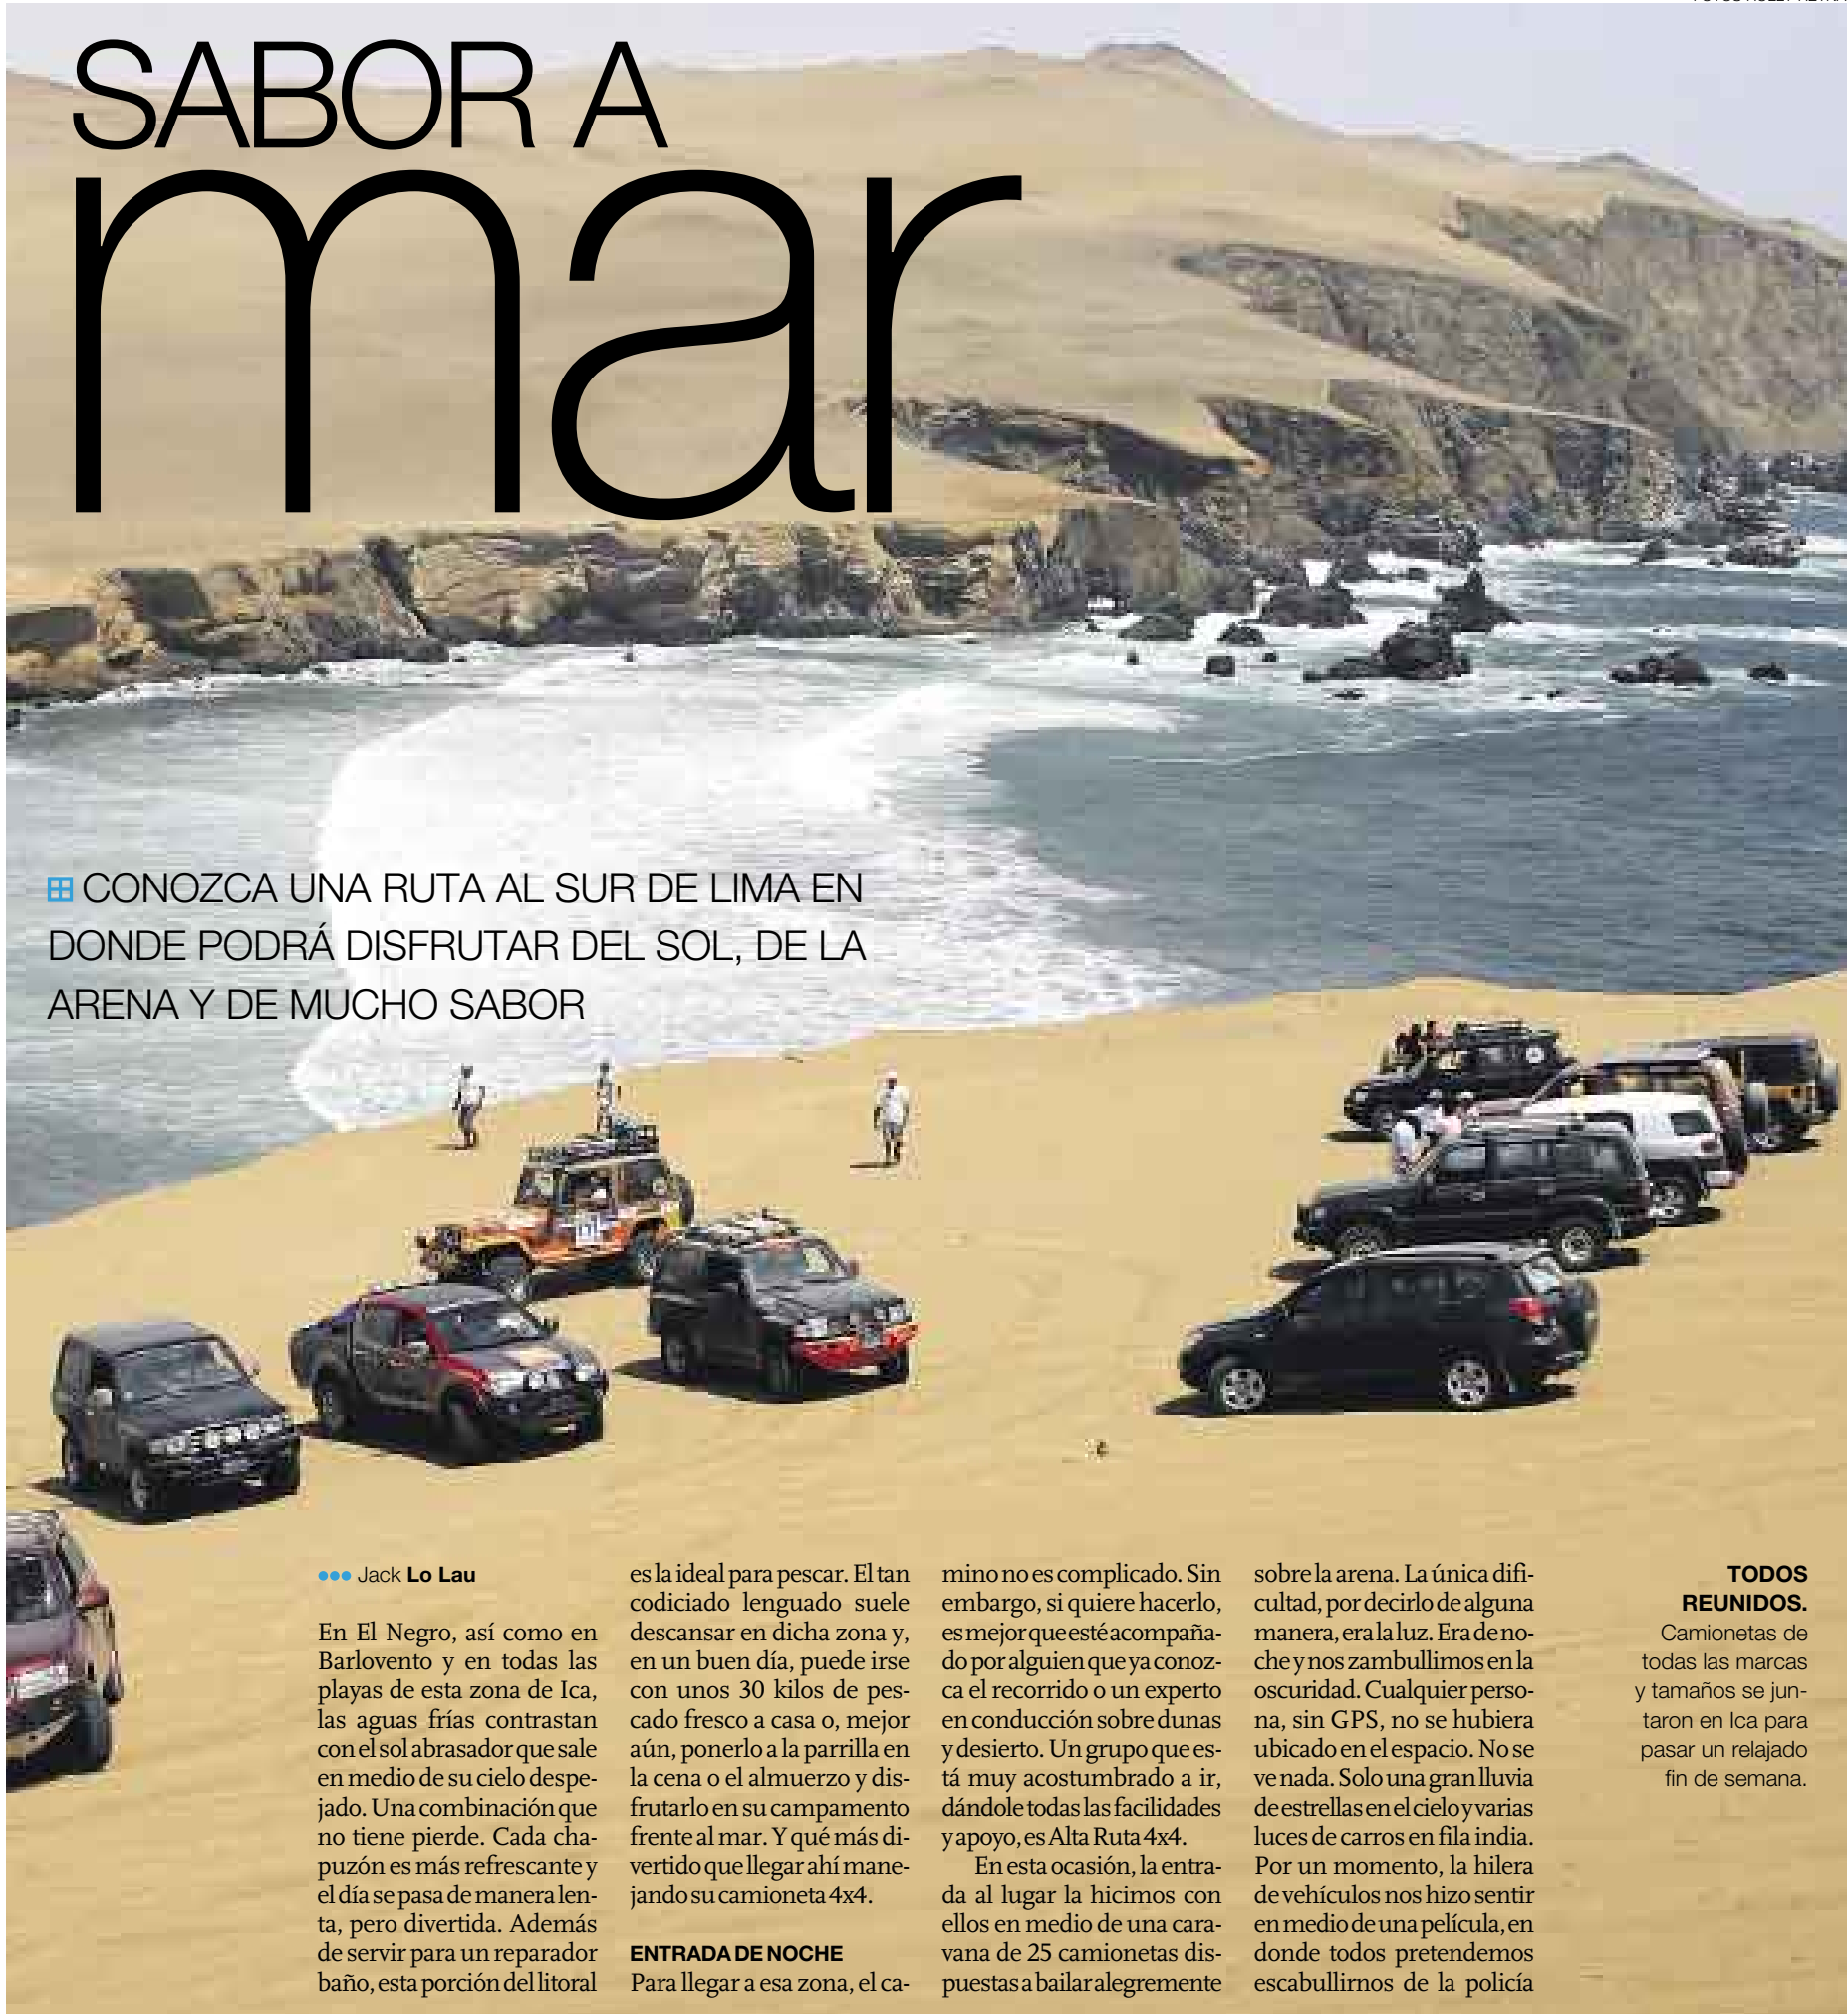 SABOR A
mar
CONOZCA UNA RUTA AL SUR DE LIMA EN
DONDE PODRÁ DISFRUTAR DEL SOL, DE LA
ARENA Y DE MUCHO SABOR
Jack Lo Lau
En El Negro, así como en
Barlovento y en todas las
playas de esta zona de Ica,
las aguas frías contrastan
con el sol abrasador que sale
en medio de su cielo despe-
jado. Una combinación que
no tiene pierde. Cada cha-
puzón es más refrescante y
el día se pasa de manera len-
ta, pero divertida. Además
de servir para un reparador
baño, esta porción del litoral
es la ideal para pescar. El tan
codiciado lenguado suele
descansar en dicha zona y,
en un buen día, puede irse
con unos 30 kilos de pes-
cado fresco a casa o, mejor
aún, ponerlo a la parrilla en
la cena o el almuerzo y dis-
frutarlo en su campamento
frente al mar. Y qué más di-
vertido que llegar ahí mane-
jando su camioneta 4x4.
ENTRADA DE NOCHE
Para llegar a esa zona, el ca-
mino no es complicado. Sin
embargo, si quiere hacerlo,
es mejor que esté acompaña-
do por alguien que ya conoz-
ca el recorrido o un experto
en conducción sobre dunas
y desierto. Un grupo que es-
tá muy acostumbrado a ir,
dándole todas las facilidades
y apoyo, es Alta Ruta 4x4.
En esta ocasión, la entra-
da al lugar la hicimos con
ellos en medio de una cara-
vana de 25 camionetas dis-
puestas a bailar alegremente
sobre la arena. La única difi-
cultad, por decirlo de alguna
manera, era la luz. Era de no-
che y nos zambullimos en la
oscuridad. Cualquier perso-
na, sin GPS, no se hubiera
ubicado en el espacio. No se
ve nada. Solo una gran lluvia
de estrellas en el cielo y varias
luces de carros en fila india.
Por un momento, la hilera
de vehículos nos hizo sentir
en medio de una película, en
donde todos pretendemos
escabullirnos de la policía
TODOS
REUNIDOS.
Camionetas de
todas las marcas
y tamaños se jun-
taron en Ica para
pasar un relajado
fin de semana.